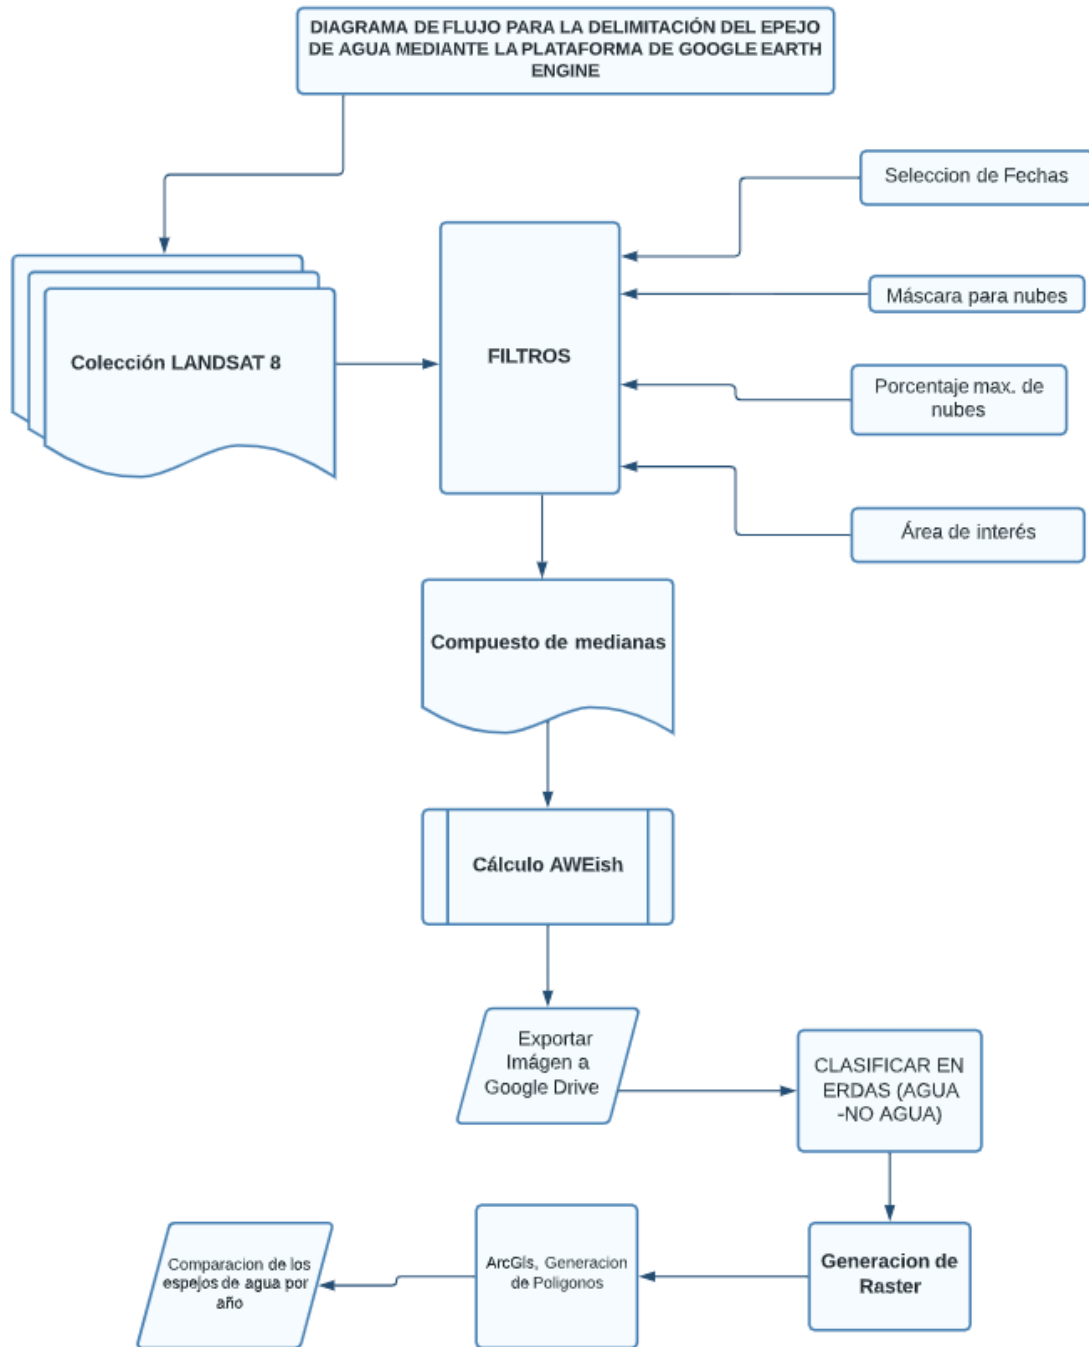 DIAGRAMA DE FLUJO PARA LA DELIMITACIÓN DEL EPEJO
DE AGUA MEDIANTE LA PLATAFORMA DE GOOGLE EARTH
ENGINE
Seleccion de Fechas
Máscara para nubes
Colección LANDSAT 8
FILTROS
Porcentaje max. de
nubes
Área de interés
Compuesto de medianas
Cálculo AWEish
Exportar
Imágen a
Google Drive
CLASIFICAR EN
ERDAS (AGUA
-NO AGUA)
Generacion de
Raster
ArcGIs, Generacion
de Poligonos
Comparacion de los
espejos de agua por
año